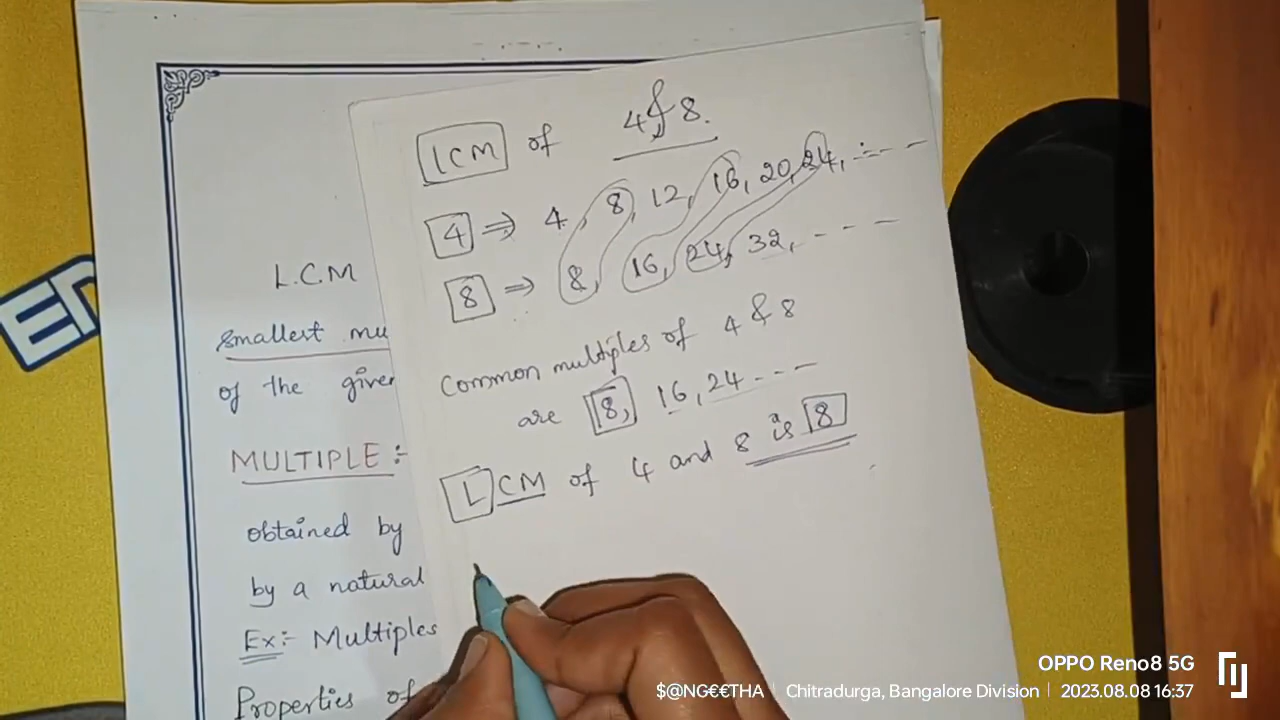 LCM of 4 & 8.
4 ⇒ 4, 8, 12, 16, 20, 24, - - -
8 ⇒ 8, 16, 24, 32, - - -
Common multiples of 4 & 8
are 8, 16, 24 - - -
LCM of 4 and 8 is 8
L.C.M
smallest mu
of the given
MULTIPLE :-
obtained by
by a natural
Ex:- Multiples
Properties of
OPPO Reno8 5G
$@NG€€THA | Chitradurga, Bangalore Division | 2023.08.08 16:37